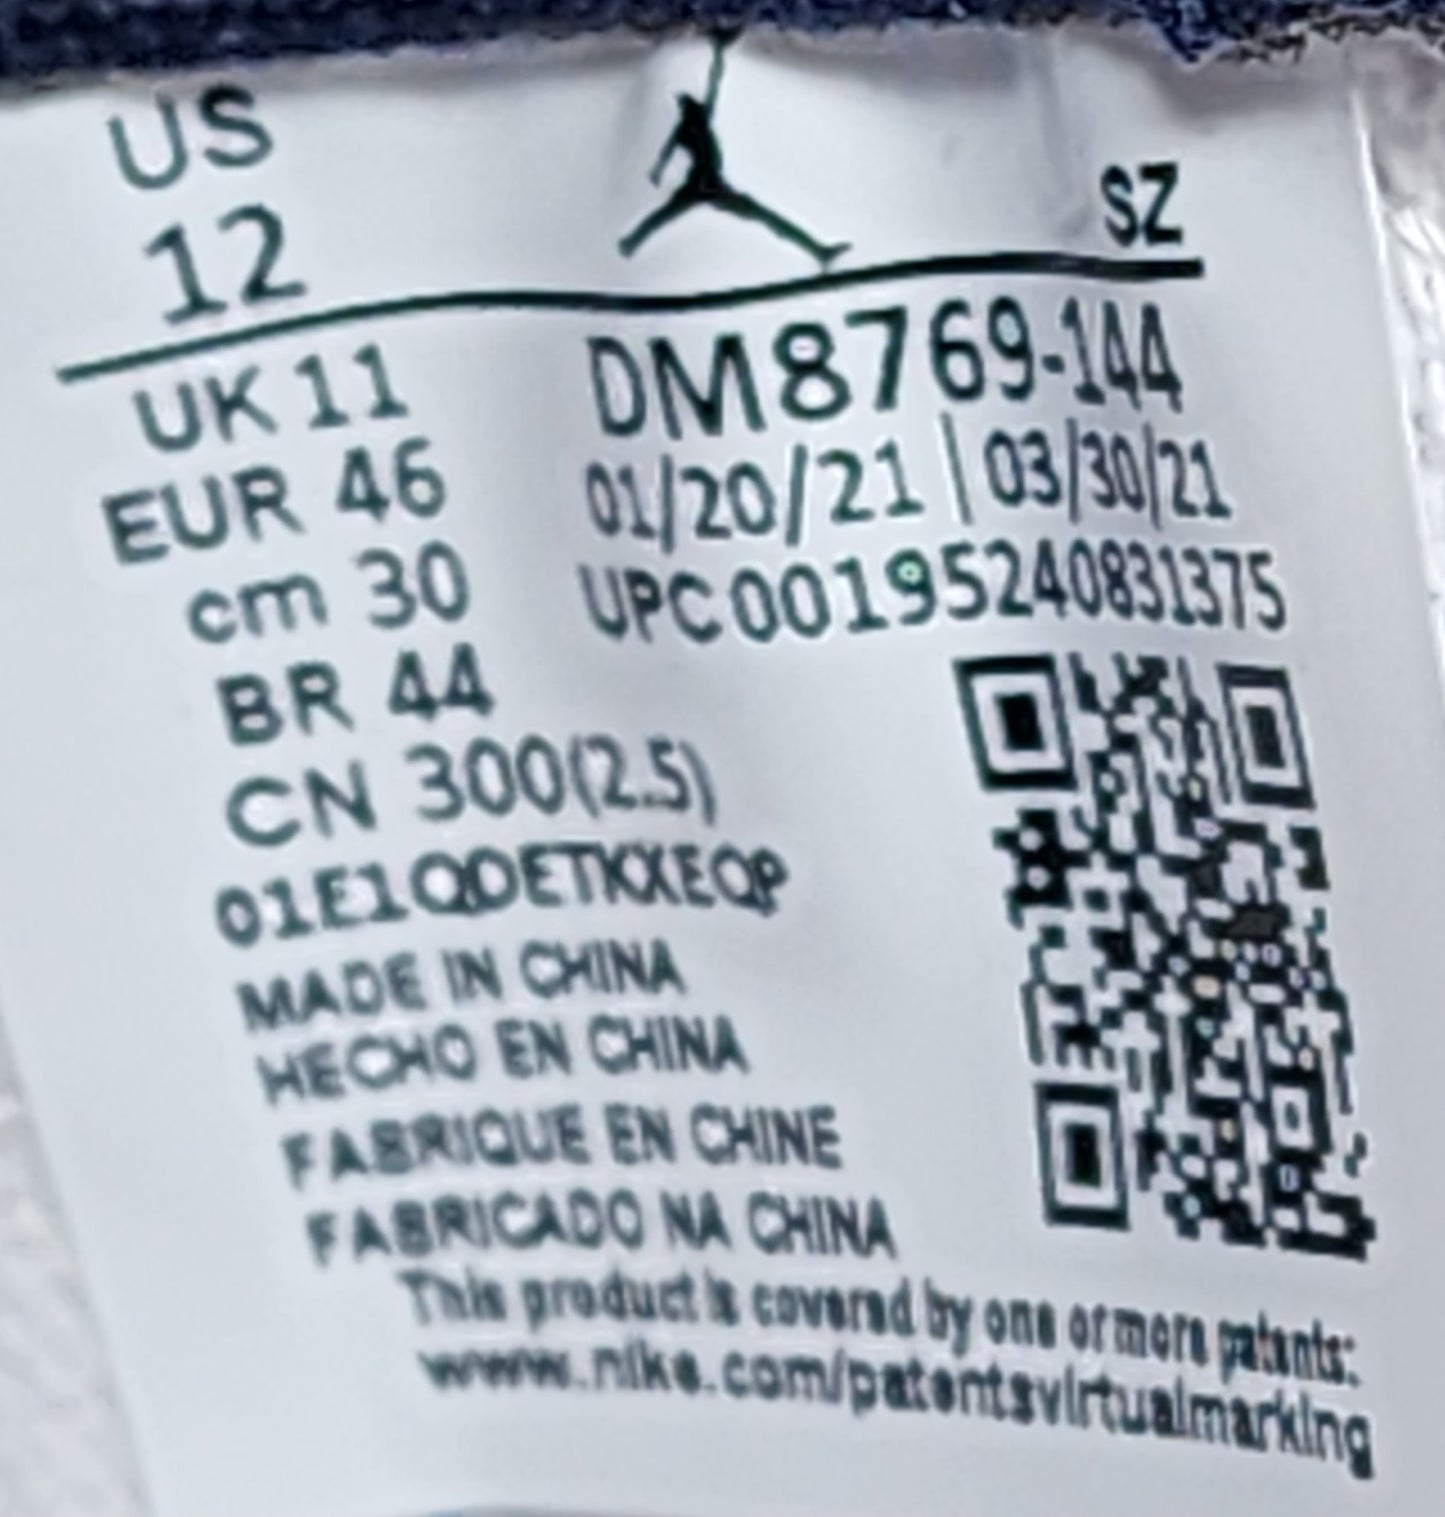 US
12
SZ
UK 11
EUR 46
cm 30
BR 44
CN 300(2.5)
DM8769-144
01/20/21 | 03/30/21
UPC00195240831375
01E1QDETKXEQP
MADE IN CHINA
HECHO EN CHINA
FABRIQUE EN CHINE
FABRICADO NA CHINA
This product is covered by one or more patents:
www.nike.com/patentsvirtualmarking